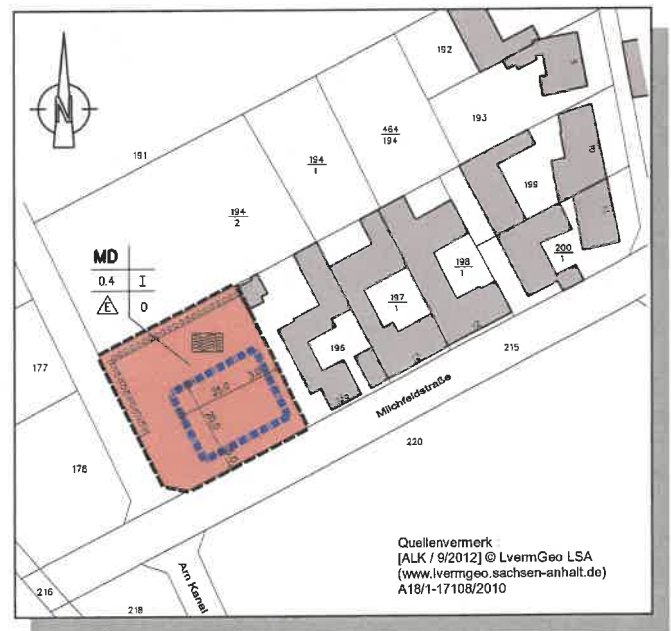 N
192
191
193
464
194
194
1
194
2
199
MD
0.4 I
E 0
200
1
198
1
197
1
196
177
215
Milchfeldstraße
220
178
Am Kanal
216
218
Quellenvermerk
[ALK / 9/2012] © LvermGeo LSA
(www.lvermgeo.sachsen-anhalt.de)
A18/1-17108/2010